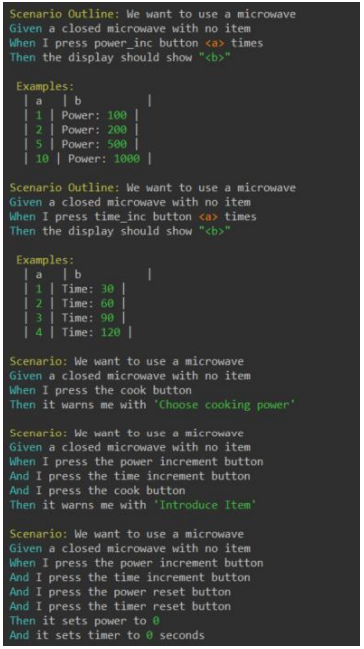 Scenario Outline: We want to use a microwave
Given a closed microwave with no item
When I press power_inc button <a> times
Then the display should show "<b>"
Examples:
| a | b |
| 1 | Power: 100 |
| 2 | Power: 200 |
| 5 | Power: 500 |
| 10 | Power: 1000 |
Scenario Outline: We want to use a microwave
Given a closed microwave with no item
When I press time_inc button <a> times
Then the display should show "<b>"
Examples:
| a | b |
| 1 | Time: 30 |
| 2 | Time: 60 |
| 3 | Time: 90 |
| 4 | Time: 120 |
Scenario: We want to use a microwave
Given a closed microwave with no item
When I press the cook button
Then it warns me with 'Choose cooking power'
Scenario: We want to use a microwave
Given a closed microwave with no item
When I press the power increment button
And I press the time increment button
And I press the cook button
Then it warns me with 'Introduce Item'
Scenario: We want to use a microwave
Given a closed microwave with no item
When I press the power increment button
And I press the time increment button
And I press the power reset button
And I press the timer reset button
Then it sets power to 0
And it sets timer to 0 seconds